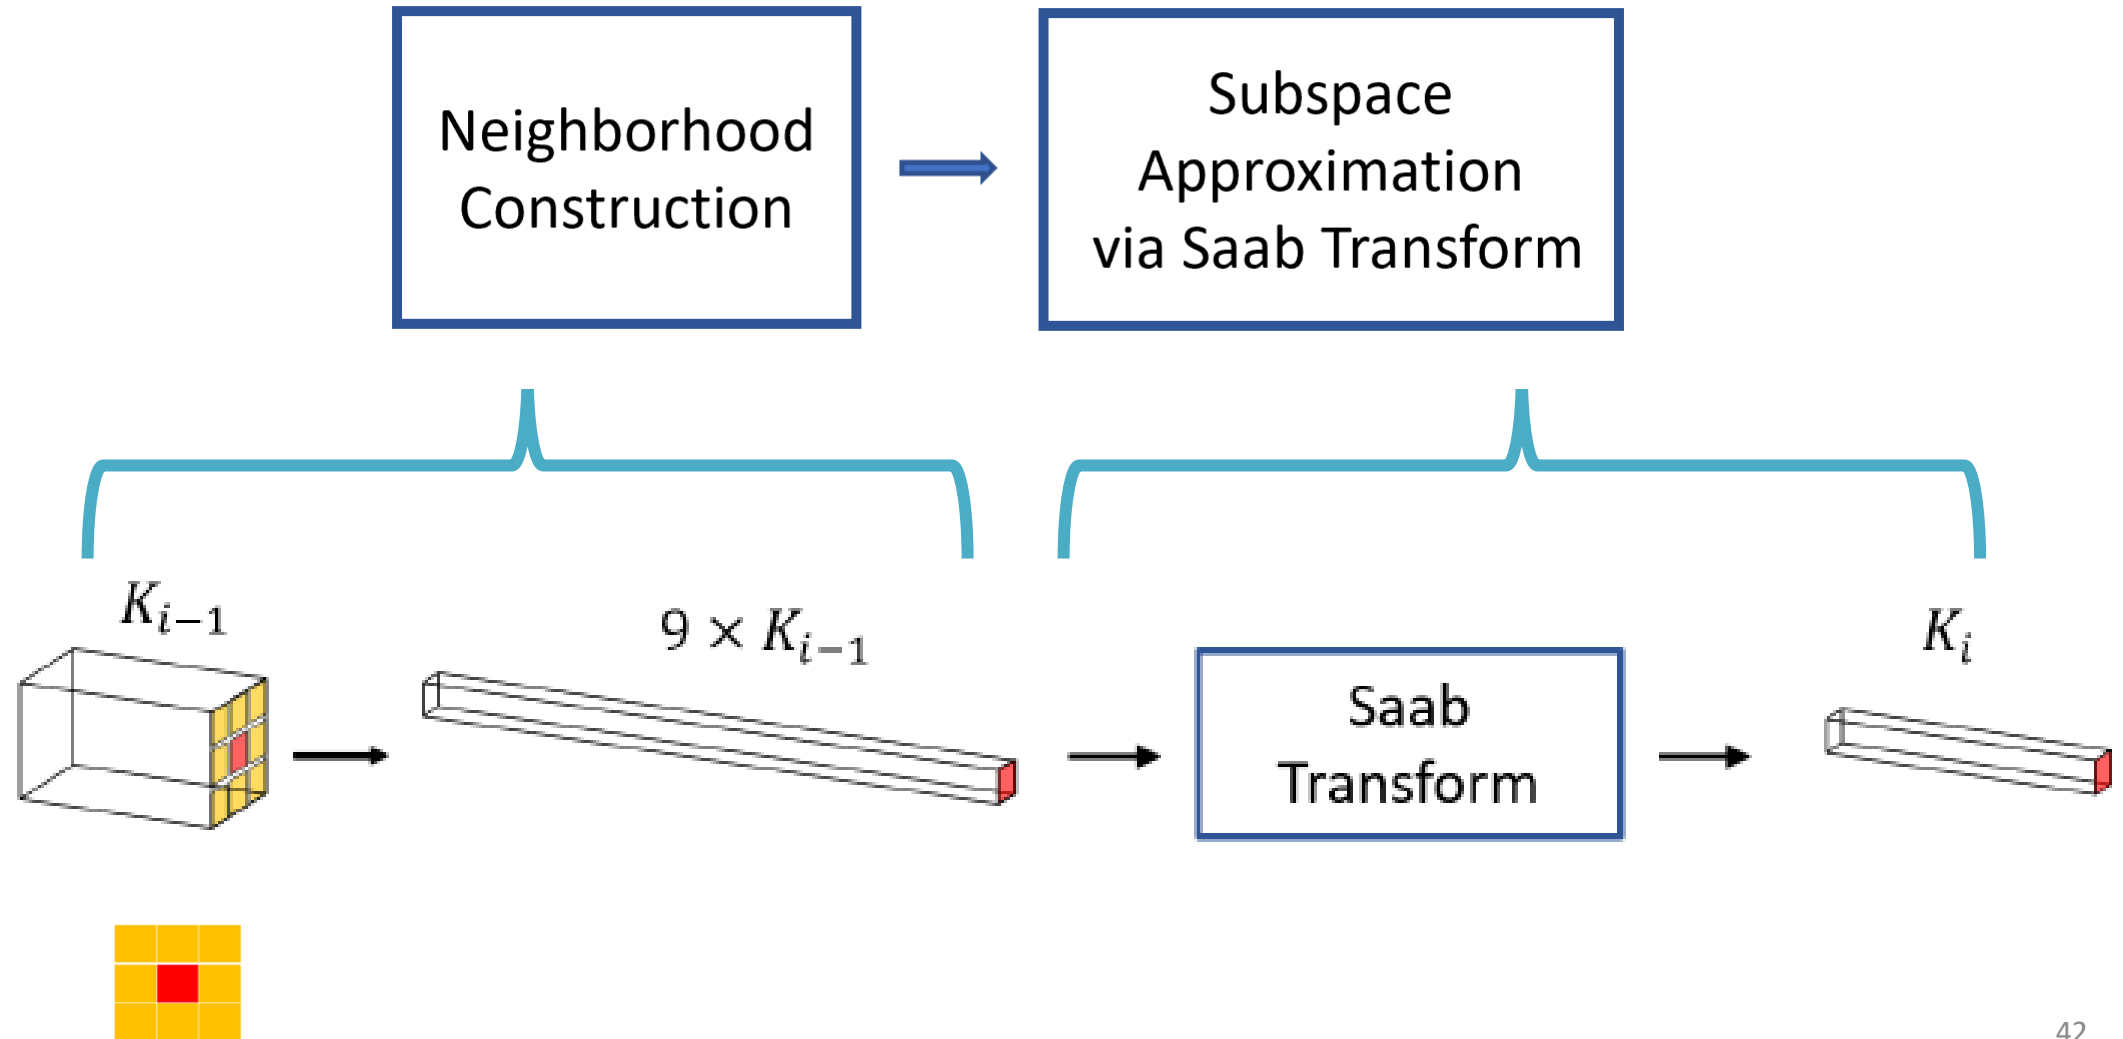 Neighborhood
Construction
Subspace
Approximation
via Saab Transform
K_{i-1}
9 × K_{i-1}
Saab
Transform
K_i
42